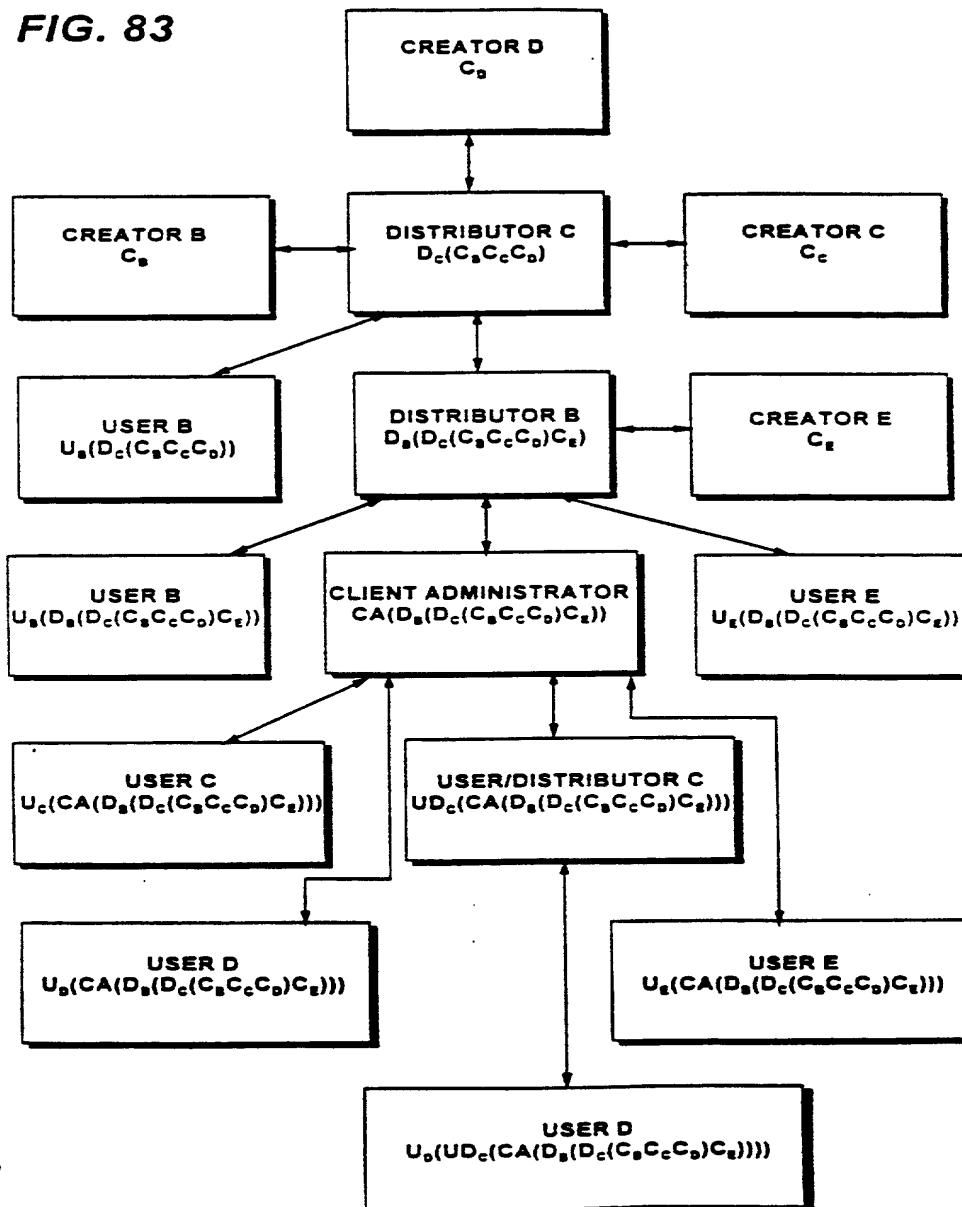 FIG. 83
CREATOR D
C_D
CREATOR B
C_B
DISTRIBUTOR C
D_C(C_BC_CC_D)
CREATOR C
C_C
USER B
U_B(D_C(C_BC_CC_D))
DISTRIBUTOR B
D_B(D_C(C_BC_CC_D)C_E)
CREATOR E
C_E
USER B
U_B(D_B(D_C(C_BC_CC_D)C_E))
CLIENT ADMINISTRATOR
CA(D_B(D_C(C_BC_CC_D)C_E))
USER E
U_E(D_B(D_C(C_BC_CC_D)C_E))
USER C
U_C(CA(D_B(D_C(C_BC_CC_D)C_E)))
USER/DISTRIBUTOR C
UD_C(CA(D_B(D_C(C_BC_CC_D)C_E)))
USER D
U_D(CA(D_B(D_C(C_BC_CC_D)C_E)))
USER E
U_E(CA(D_B(D_C(C_BC_CC_D)C_E)))
USER D
U_D(UD_C(CA(D_B(D_C(C_BC_CC_D)C_E))))